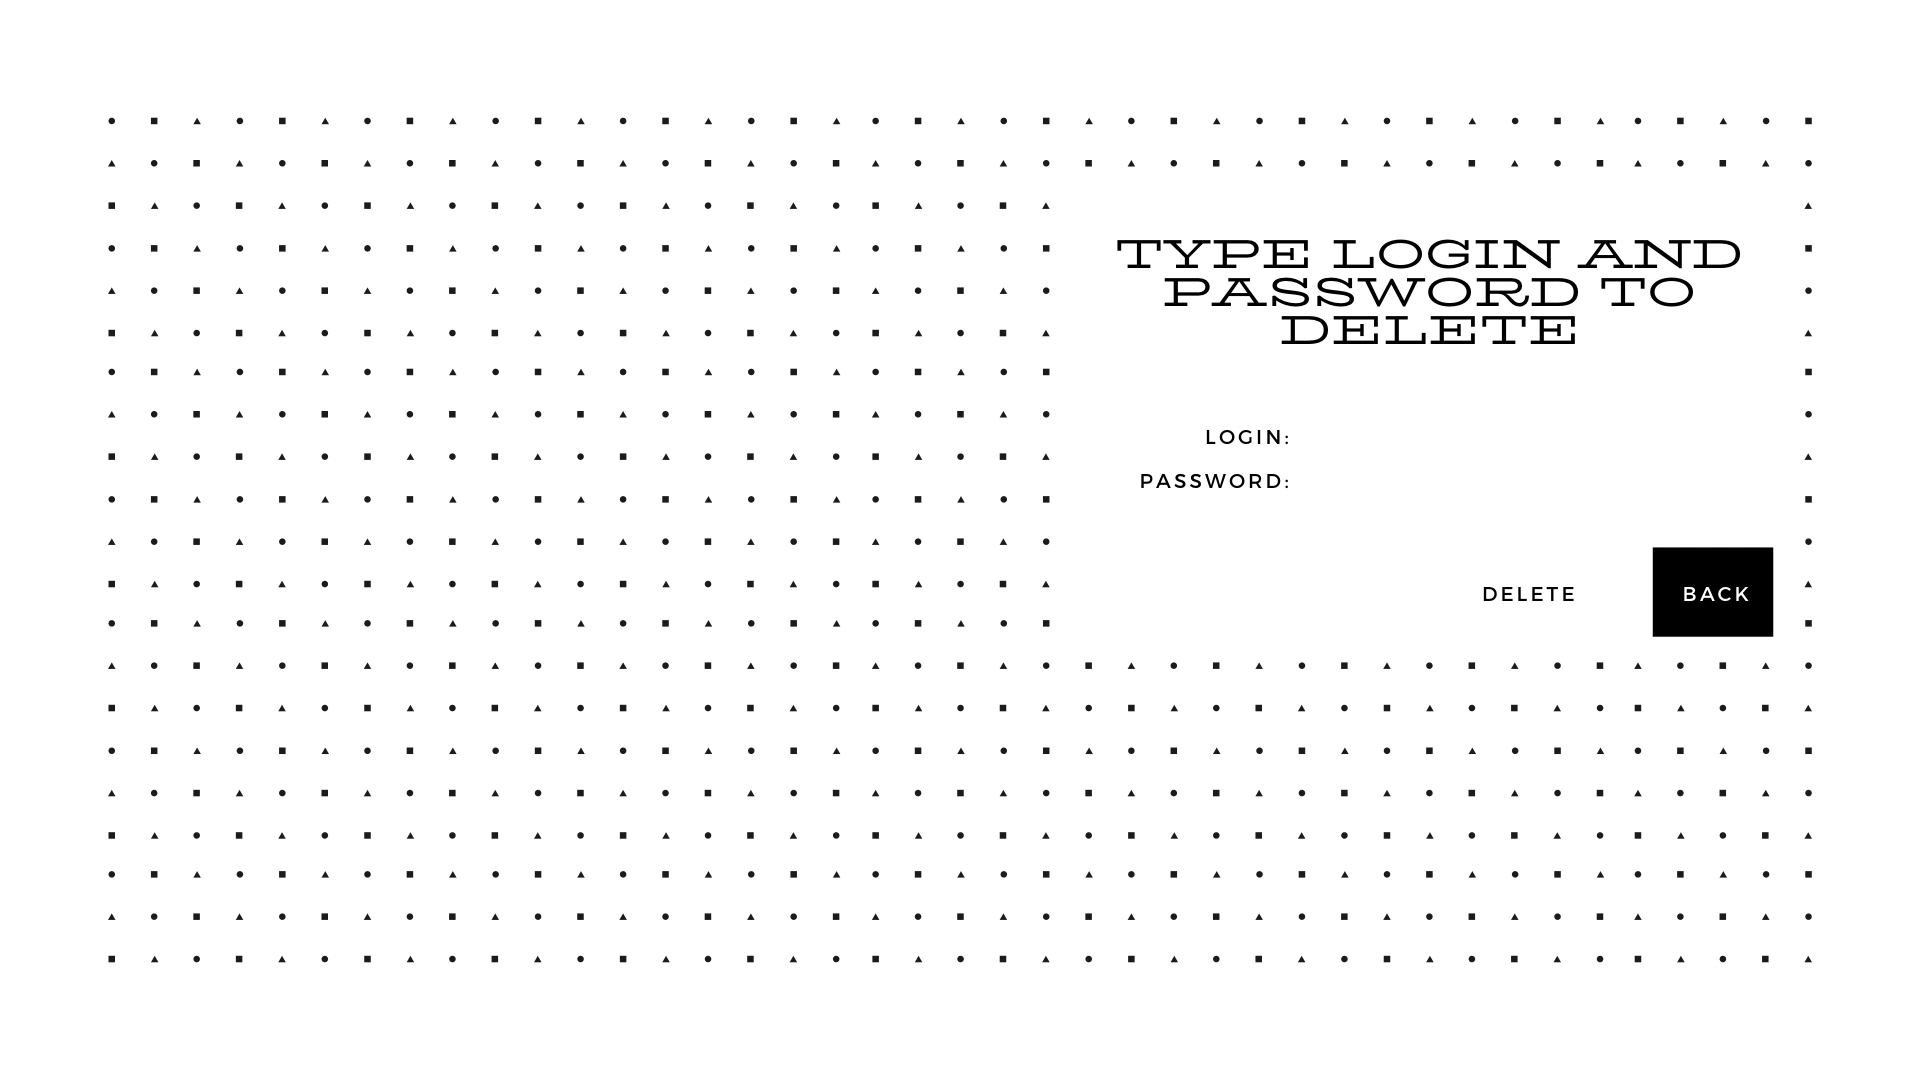 TYPE LOGIN AND
PASSWORD TO
DELETE
LOGIN:
PASSWORD:
DELETE
BACK